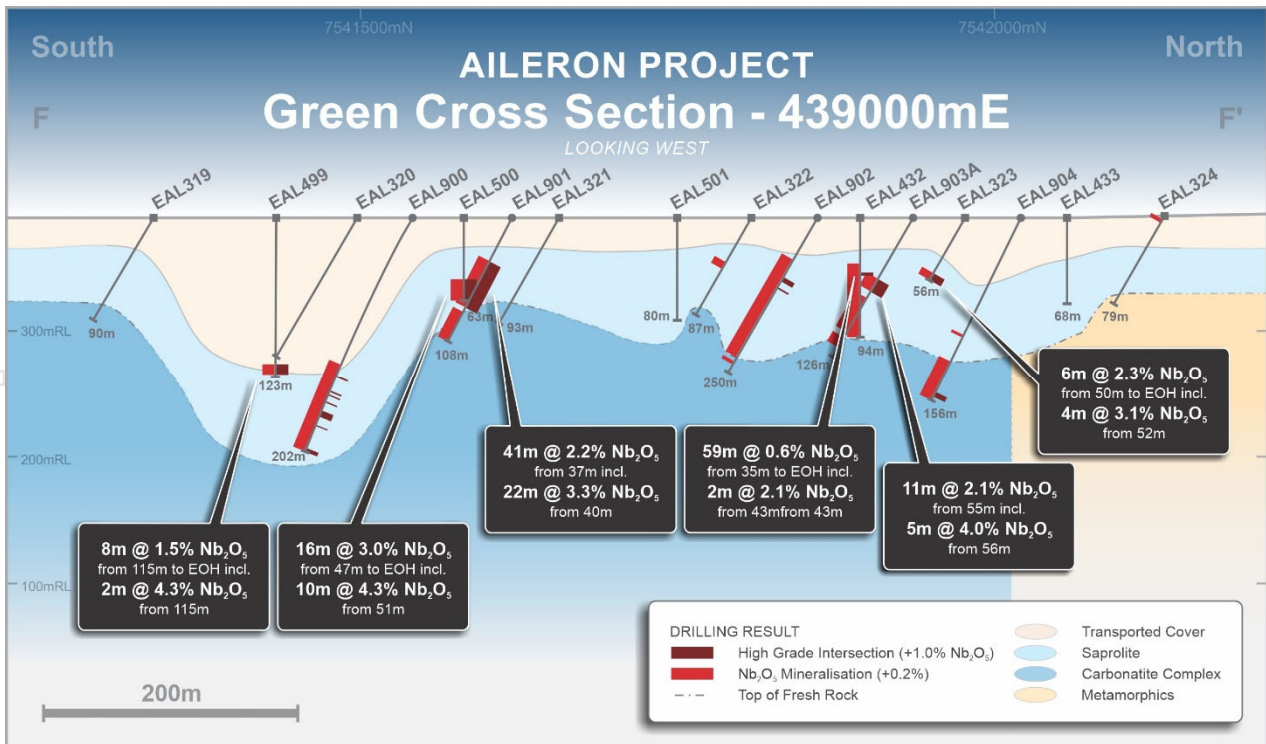 7541500mN
7542000mN
South
North
AILERON PROJECT
F
Green Cross Section - 439000mE
F'
LOOKING WEST
EAL319
EAL499
EAL320
EAL900
EAL500
EAL901
EAL321
EAL501
EAL322
EAL902
EAL432
EAL903A
EAL323
EAL904
EAL433
EAL324
300mRL
200mRL
100mRL
90m
123m
202m
108m
63m
93m
80m
87m
250m
126m
94m
56m
156m
68m
79m
8m @ 1.5% Nb₂O₅
from 115m to EOH incl.
2m @ 4.3% Nb₂O₅
from 115m
16m @ 3.0% Nb₂O₅
from 47m to EOH incl.
10m @ 4.3% Nb₂O₅
from 51m
41m @ 2.2% Nb₂O₅
from 37m incl.
22m @ 3.3% Nb₂O₅
from 40m
59m @ 0.6% Nb₂O₅
from 35m to EOH incl.
2m @ 2.1% Nb₂O₅
from 43mfrom 43m
11m @ 2.1% Nb₂O₅
from 55m incl.
5m @ 4.0% Nb₂O₅
from 56m
6m @ 2.3% Nb₂O₅
from 50m to EOH incl.
4m @ 3.1% Nb₂O₅
from 52m
DRILLING RESULT
High Grade Intersection (+1.0% Nb₂O₅)
Nb₂O₅ Mineralisation (+0.2%)
Top of Fresh Rock
Transported Cover
Saprolite
Carbonatite Complex
Metamorphics
200m